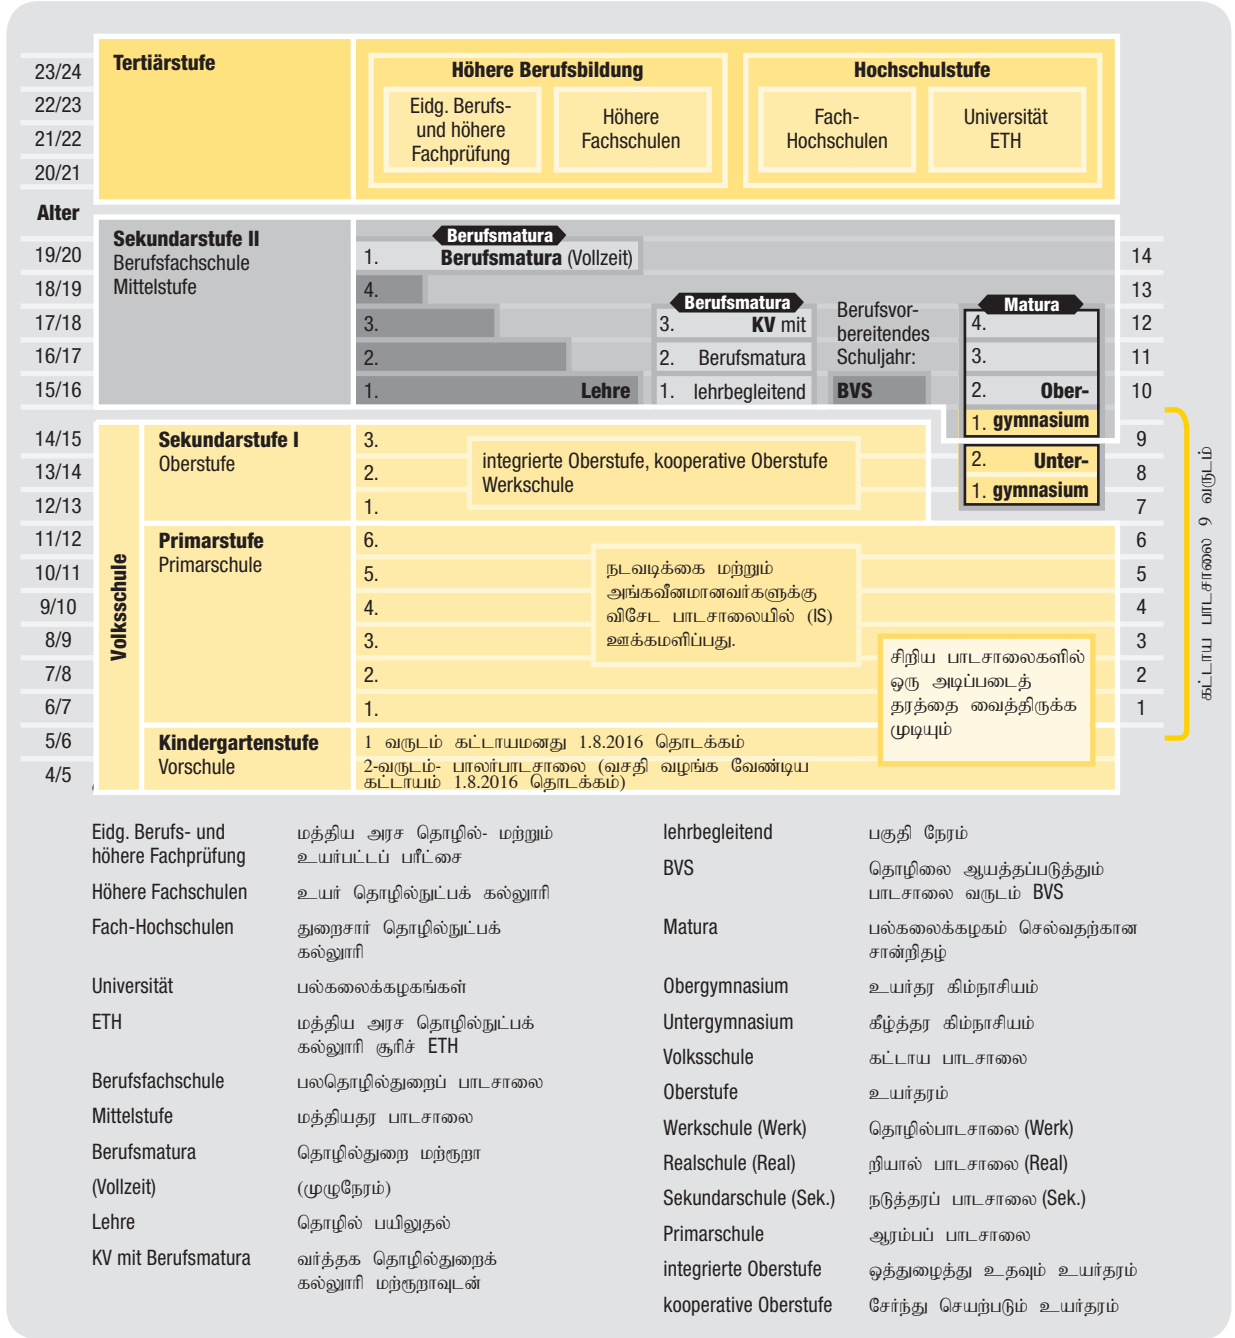 23/24
22/23
21/22
20/21
Tertiärstufe
Höhere Berufsbildung
Eidg. Berufs-
und höhere
Fachprüfung
Höhere
Fachschulen
Hochschulstufe
Fach-
Hochschulen
Universität
ETH
Alter
19/20
18/19
17/18
16/17
15/16
Sekundarstufe II
Berufsfachschule
Mittelstufe
Berufsmatura
1. Berufsmatura (Vollzeit)
4.
3.
2.
1. Lehre
Berufsmatura
3. KV mit
2. Berufsmatura
1. lehrbegleitend
Berufsvor-
bereitendes
Schuljahr:
BVS
Matura
4.
3.
2. Ober-
1. gymnasium
2. Unter-
1. gymnasium
14
13
12
11
10
9
8
7
6
5
4
3
2
1
கட்டாய பாடசாலை 9 வருடம்
14/15
13/14
12/13
11/12
10/11
9/10
8/9
7/8
6/7
5/6
4/5
Volksschule
Sekundarstufe I
Oberstufe
3.
2.
1.
integrierte Oberstufe, kooperative Oberstufe
Werkschule
Primarstufe
Primarschule
6.
5.
4.
3.
2.
1.
நடவடிக்கை மற்றும்
அங்கவீனமானவர்களுக்கு
விசேட பாடசாலையில் (IS)
ஊக்கமளிப்பது.
சிறிய பாடசாலைகளில்
ஒரு அடிப்படைத்
தரத்தை வைத்திருக்க
முடியும்
Kindergartenstufe
Vorschule
1 வருடம் கட்டாயமனது 1.8.2016 தொடக்கம்
2-வருடம்- பாலர்பாடசாலை (வசதி வழங்க வேண்டிய
கட்டாயம் 1.8.2016 தொடக்கம்)
Eidg. Berufs- und மத்திய அரச தொழில்- மற்றும்
höhere Fachprüfung உயர்பட்டப் பரீட்சை
Höhere Fachschulen உயர் தொழில்நுட்பக் கல்லூரி
Fach-Hochschulen துறைசார் தொழில்நுட்பக்
கல்லூரி
Universität பல்கலைக்கழகங்கள்
ETH மத்திய அரச தொழில்நுட்பக்
கல்லூரி சூரிச் ETH
Berufsfachschule பலதொழில்துறைப் பாடசாலை
Mittelstufe மத்தியதர பாடசாலை
Berufsmatura தொழில்துறை மற்றூறா
(Vollzeit) (முழுநேரம்)
Lehre தொழில் பயிலுதல்
KV mit Berufsmatura வர்த்தக தொழில்துறைக்
கல்லூரி மற்றூறாவுடன்
lehrbegleitend பகுதி நேரம்
BVS தொழிலை ஆயத்தப்படுத்தும்
பாடசாலை வருடம் BVS
Matura பல்கலைக்கழகம் செல்வதற்கான
சான்றிதழ்
Obergymnasium உயர்தர கிம்நாசியம்
Untergymnasium கீழ்த்தர கிம்நாசியம்
Volksschule கட்டாய பாடசாலை
Oberstufe உயர்தரம்
Werkschule (Werk) தொழில்பாடசாலை (Werk)
Realschule (Real) றியால் பாடசாலை (Real)
Sekundarschule (Sek.) நடுத்தரப் பாடசாலை (Sek.)
Primarschule ஆரம்பப் பாடசாலை
integrierte Oberstufe ஒத்துழைத்து உதவும் உயர்தரம்
kooperative Oberstufe சேர்ந்து செயற்படும் உயர்தரம்